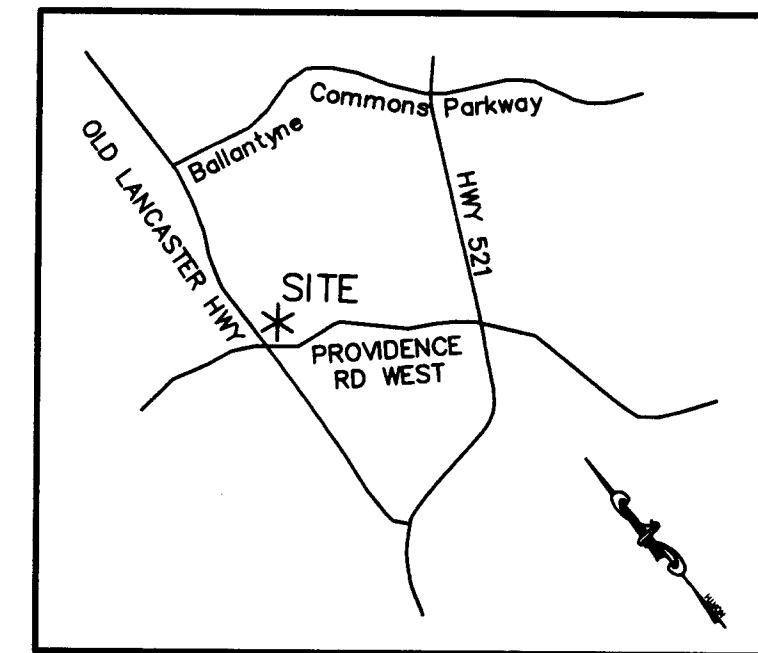 Commons Parkway
Ballantyne
OLD LANCASTER HWY
HWY 521
SITE
PROVIDENCE
RD WEST